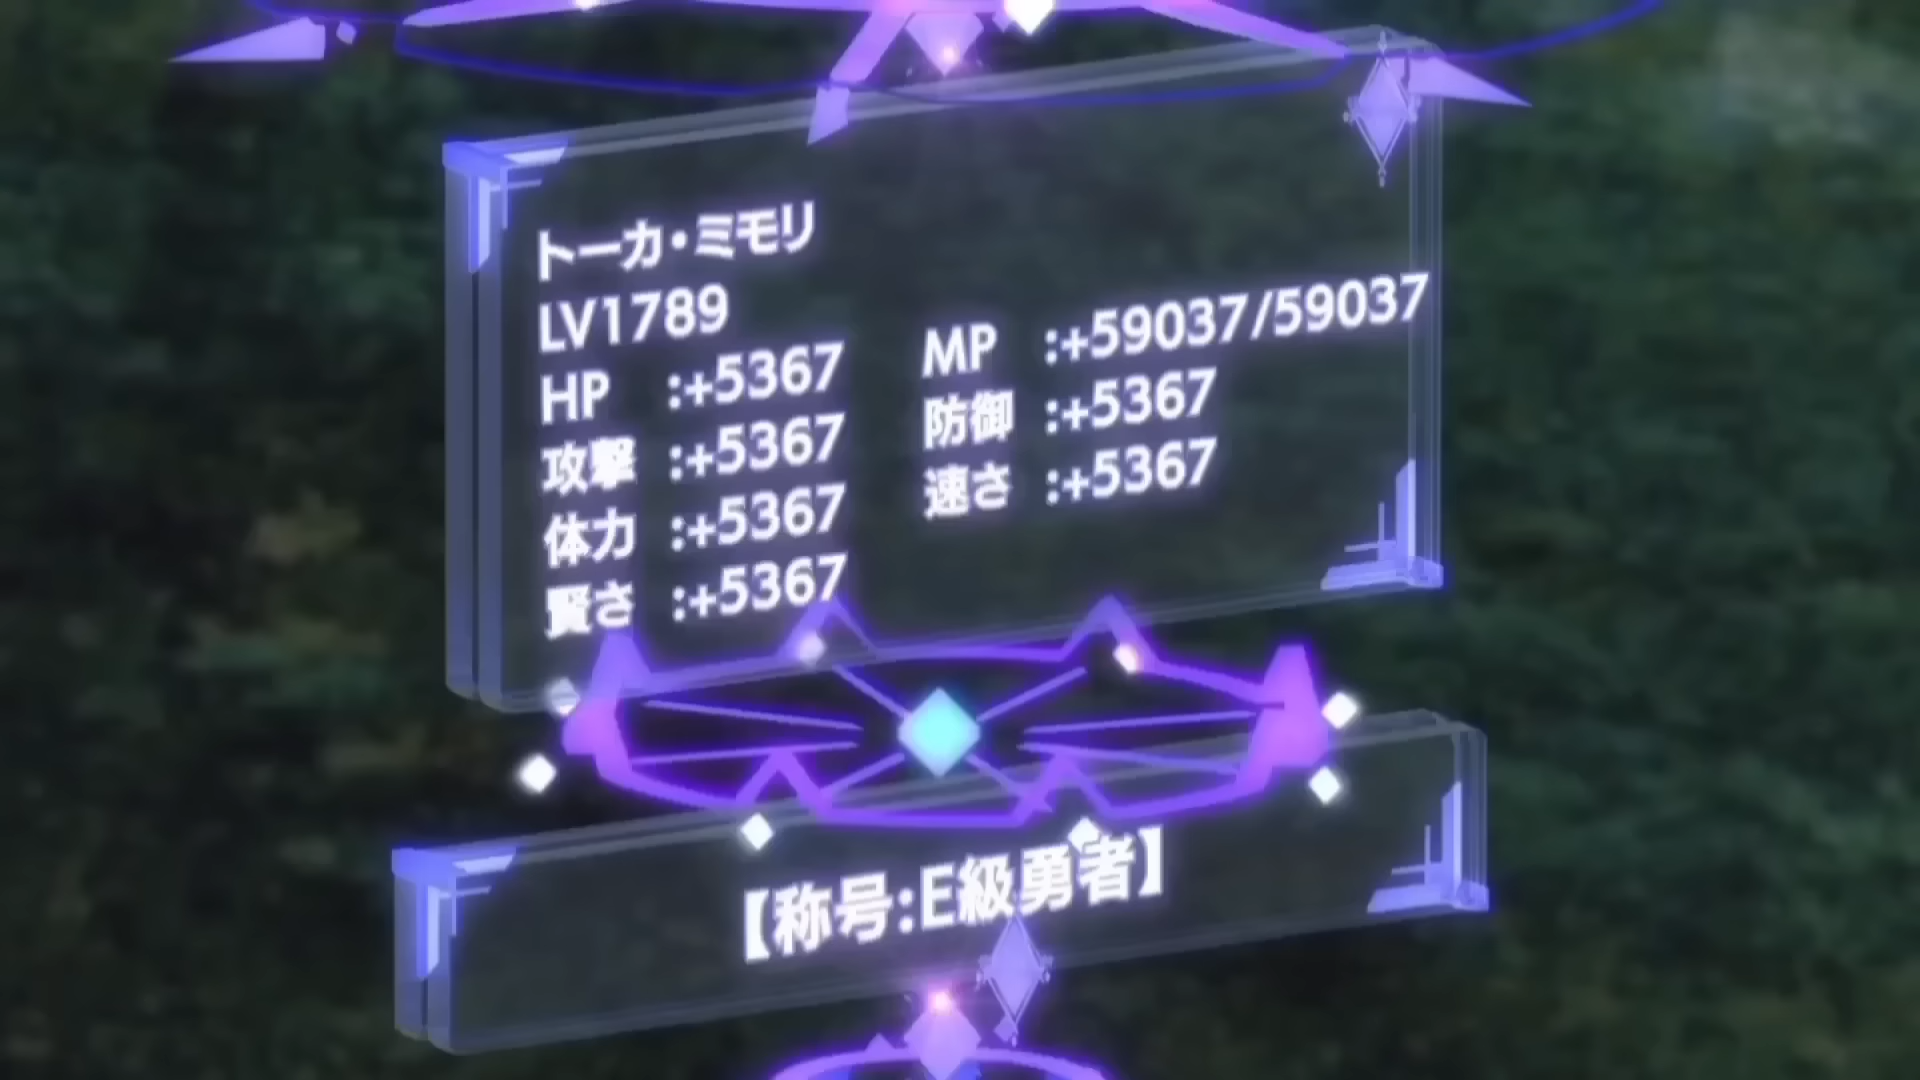 トーカ・ミモリ
LV1789
HP :+5367 MP :+59037/59037
攻撃 :+5367 防御 :+5367
体力 :+5367 速さ :+5367
賢さ :+5367
【称号:E級勇者】